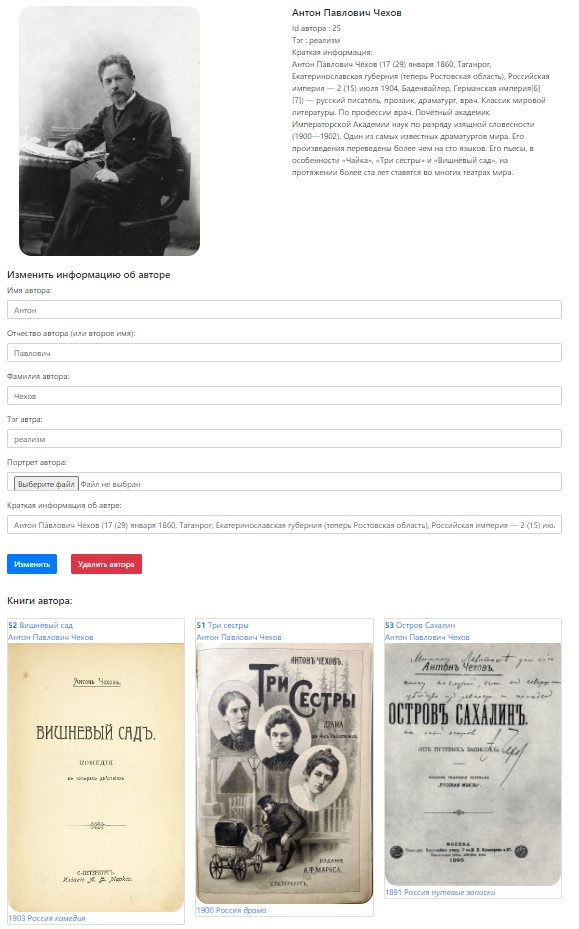 Антон Павлович Чехов
Id автора : 25
Тэг : реализм
Краткая информация:
Анто́н Па́влович Че́хов (17 (29) января 1860, Таганрог,
Екатеринославская губерния (теперь Ростовская область), Российская
империя — 2 (15) июля 1904, Баденвайлер, Германская империя[6]
[7]) — русский писатель, прозаик, драматург, врач. Классик мировой
литературы. По профессии врач. Почётный академик
Императорской Академии наук по разряду изящной словесности
(1900—1902). Один из самых известных драматургов мира. Его
произведения переведены более чем на сто языков. Его пьесы, в
особенности «Чайка», «Три сестры» и «Вишнёвый сад», на
протяжении более ста лет ставятся во многих театрах мира.
Изменить информацию об авторе
Имя автора:
Антон
Отчество автора (или второе имя):
Павлович
Фамилия автора:
Чехов
Тэг автра:
реализм
Портрет автора:
Выберите файл Файл не выбран
Краткая информация об автре:
Анто́н Па́влович Че́хов (17 (29) января 1860, Таганрог, Екатеринославская губерния (теперь Ростовская область), Российская империя — 2 (15) ию
Изменить Удалить автора
Книги автора:
52 Вишнёвый сад
Антон Павлович Чехов
Антонъ Чеховъ.
ВИШНЕВЫЙ САДЪ.
КОМЕДІЯ
въ четырехъ дѣйствіяхъ
С.-ПЕТЕРБУРГЪ.
Изданіе А. Ф. Маркса.
1903 Россия комедия
51 Три сестры
Антон Павлович Чехов
АНТОНЪ ЧЕХОВЪ.
ТРИ
СЕСТРЫ
ДРАМА
ИЗДАНІЕ
А.Ф.МАРКСА.
С.ПЕТЕРБУРГЪ.
1900 Россия драма
53 Остров Сахалин
Антон Павлович Чехов
Антонъ Чеховъ.
ОСТРОВЪ САХАЛИНЪ.
ИЗДАНІЕ РЕДАКЦІИ ЖУРНАЛА
„РУССКАЯ МЫСЛЬ“.
МОСКВА.
1895.
1891 Россия путевые записки